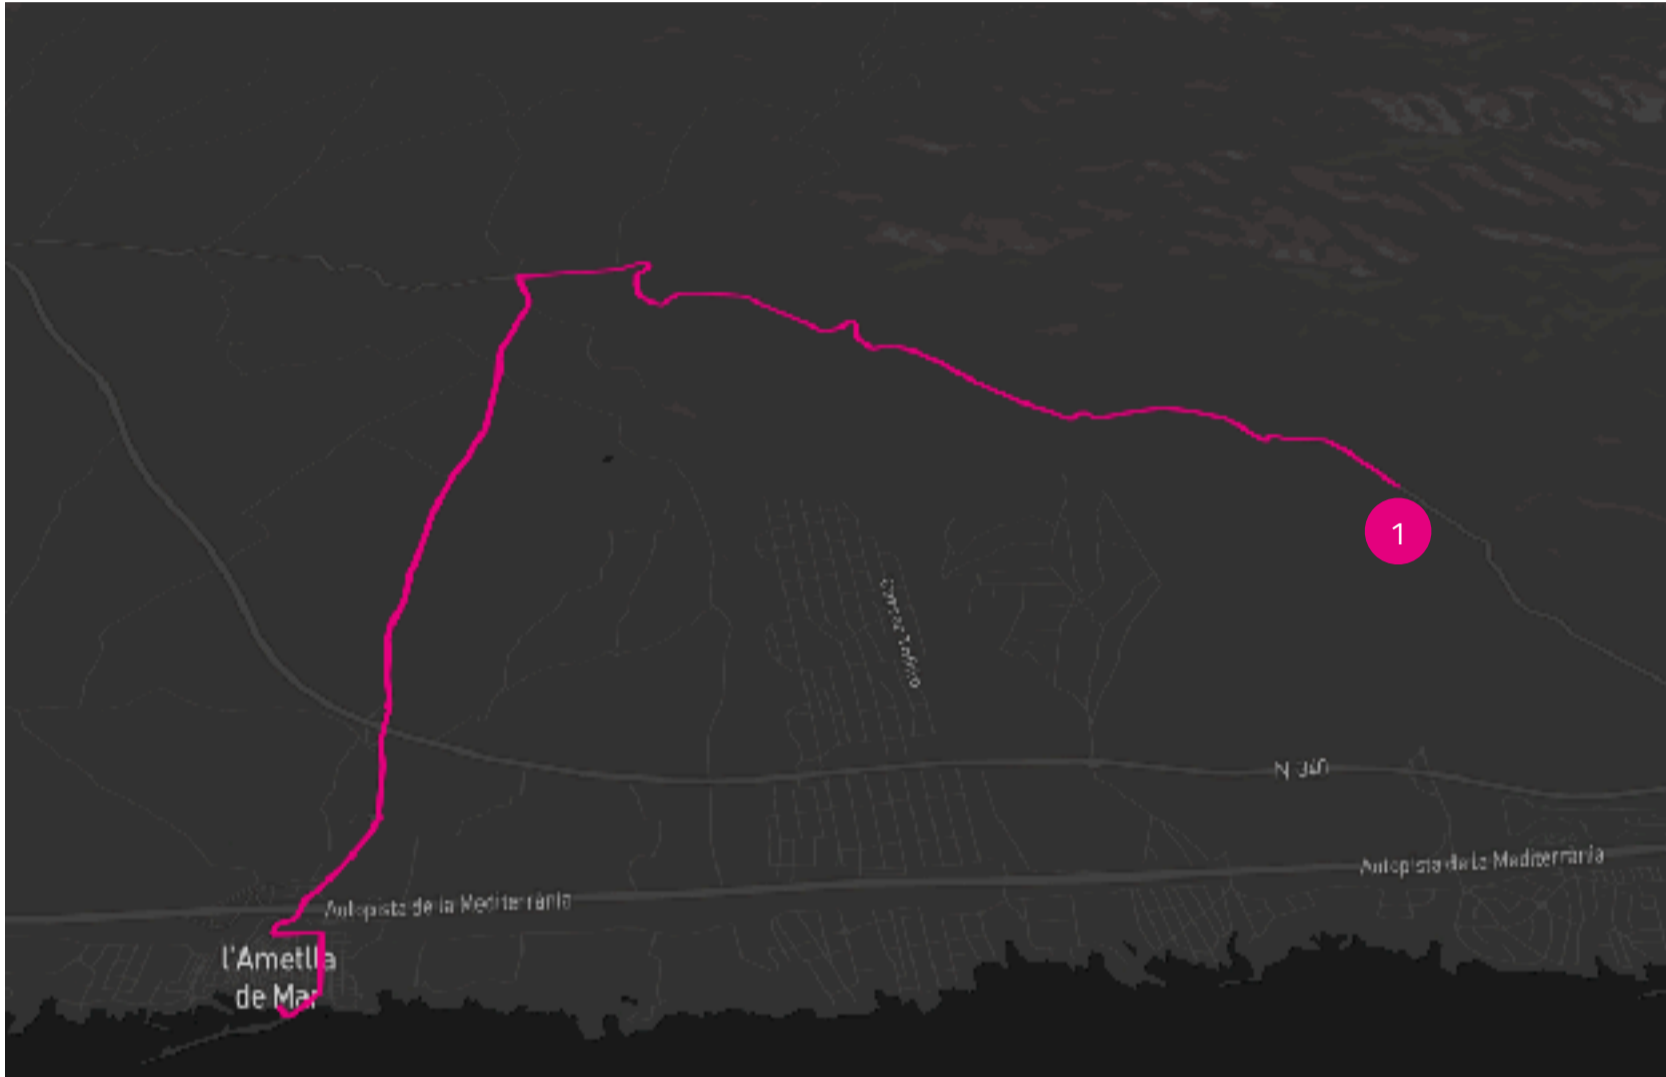 1
N-340
Autopista de la Mediterrània
Autopista de la Mediterrània
l'Ametlla
de Mar